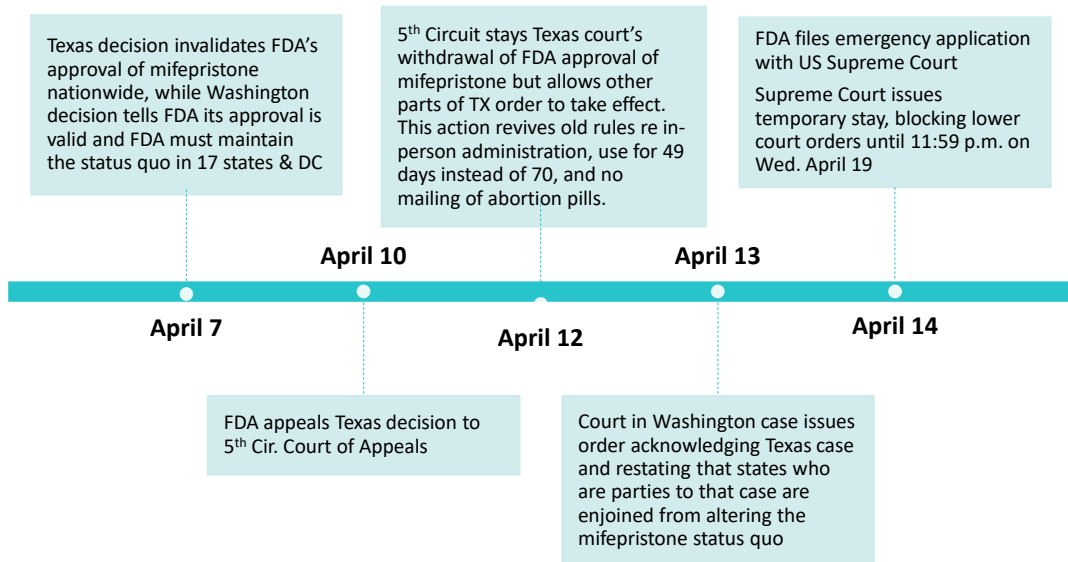 Texas decision invalidates FDA's
approval of mifepristone
nationwide, while Washington
decision tells FDA its approval is
valid and FDA must maintain
the status quo in 17 states & DC
April 7
April 10
FDA appeals Texas decision to
5th Cir. Court of Appeals
5th Circuit stays Texas court's
withdrawal of FDA approval of
mifepristone but allows other
parts of TX order to take effect.
This action revives old rules re in-
person administration, use for 49
days instead of 70, and no
mailing of abortion pills.
April 12
April 13
Court in Washington case issues
order acknowledging Texas case
and restating that states who
are parties to that case are
enjoined from altering the
mifepristone status quo
FDA files emergency application
with US Supreme Court
Supreme Court issues
temporary stay, blocking lower
court orders until 11:59 p.m. on
Wed. April 19
April 14